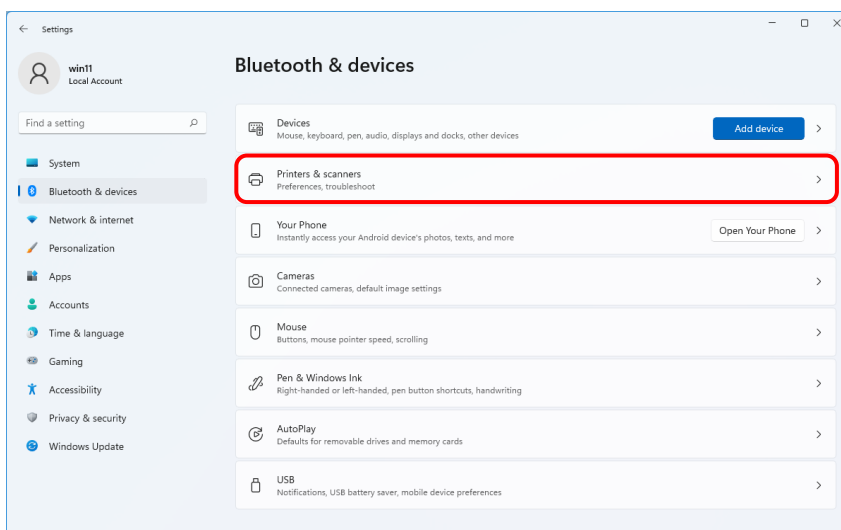 Settings
win11
Local Account
Find a setting
System
Bluetooth & devices
Network & internet
Personalization
Apps
Accounts
Time & language
Gaming
Accessibility
Privacy & security
Windows Update
Bluetooth & devices
Devices
Mouse, keyboard, pen, audio, displays and docks, other devices
Add device
Printers & scanners
Preferences, troubleshoot
Your Phone
Instantly access your Android device's photos, texts, and more
Open Your Phone
Cameras
Connected cameras, default image settings
Mouse
Buttons, mouse pointer speed, scrolling
Pen & Windows Ink
Right-handed or left-handed, pen button shortcuts, handwriting
AutoPlay
Defaults for removable drives and memory cards
USB
Notifications, USB battery saver, mobile device preferences